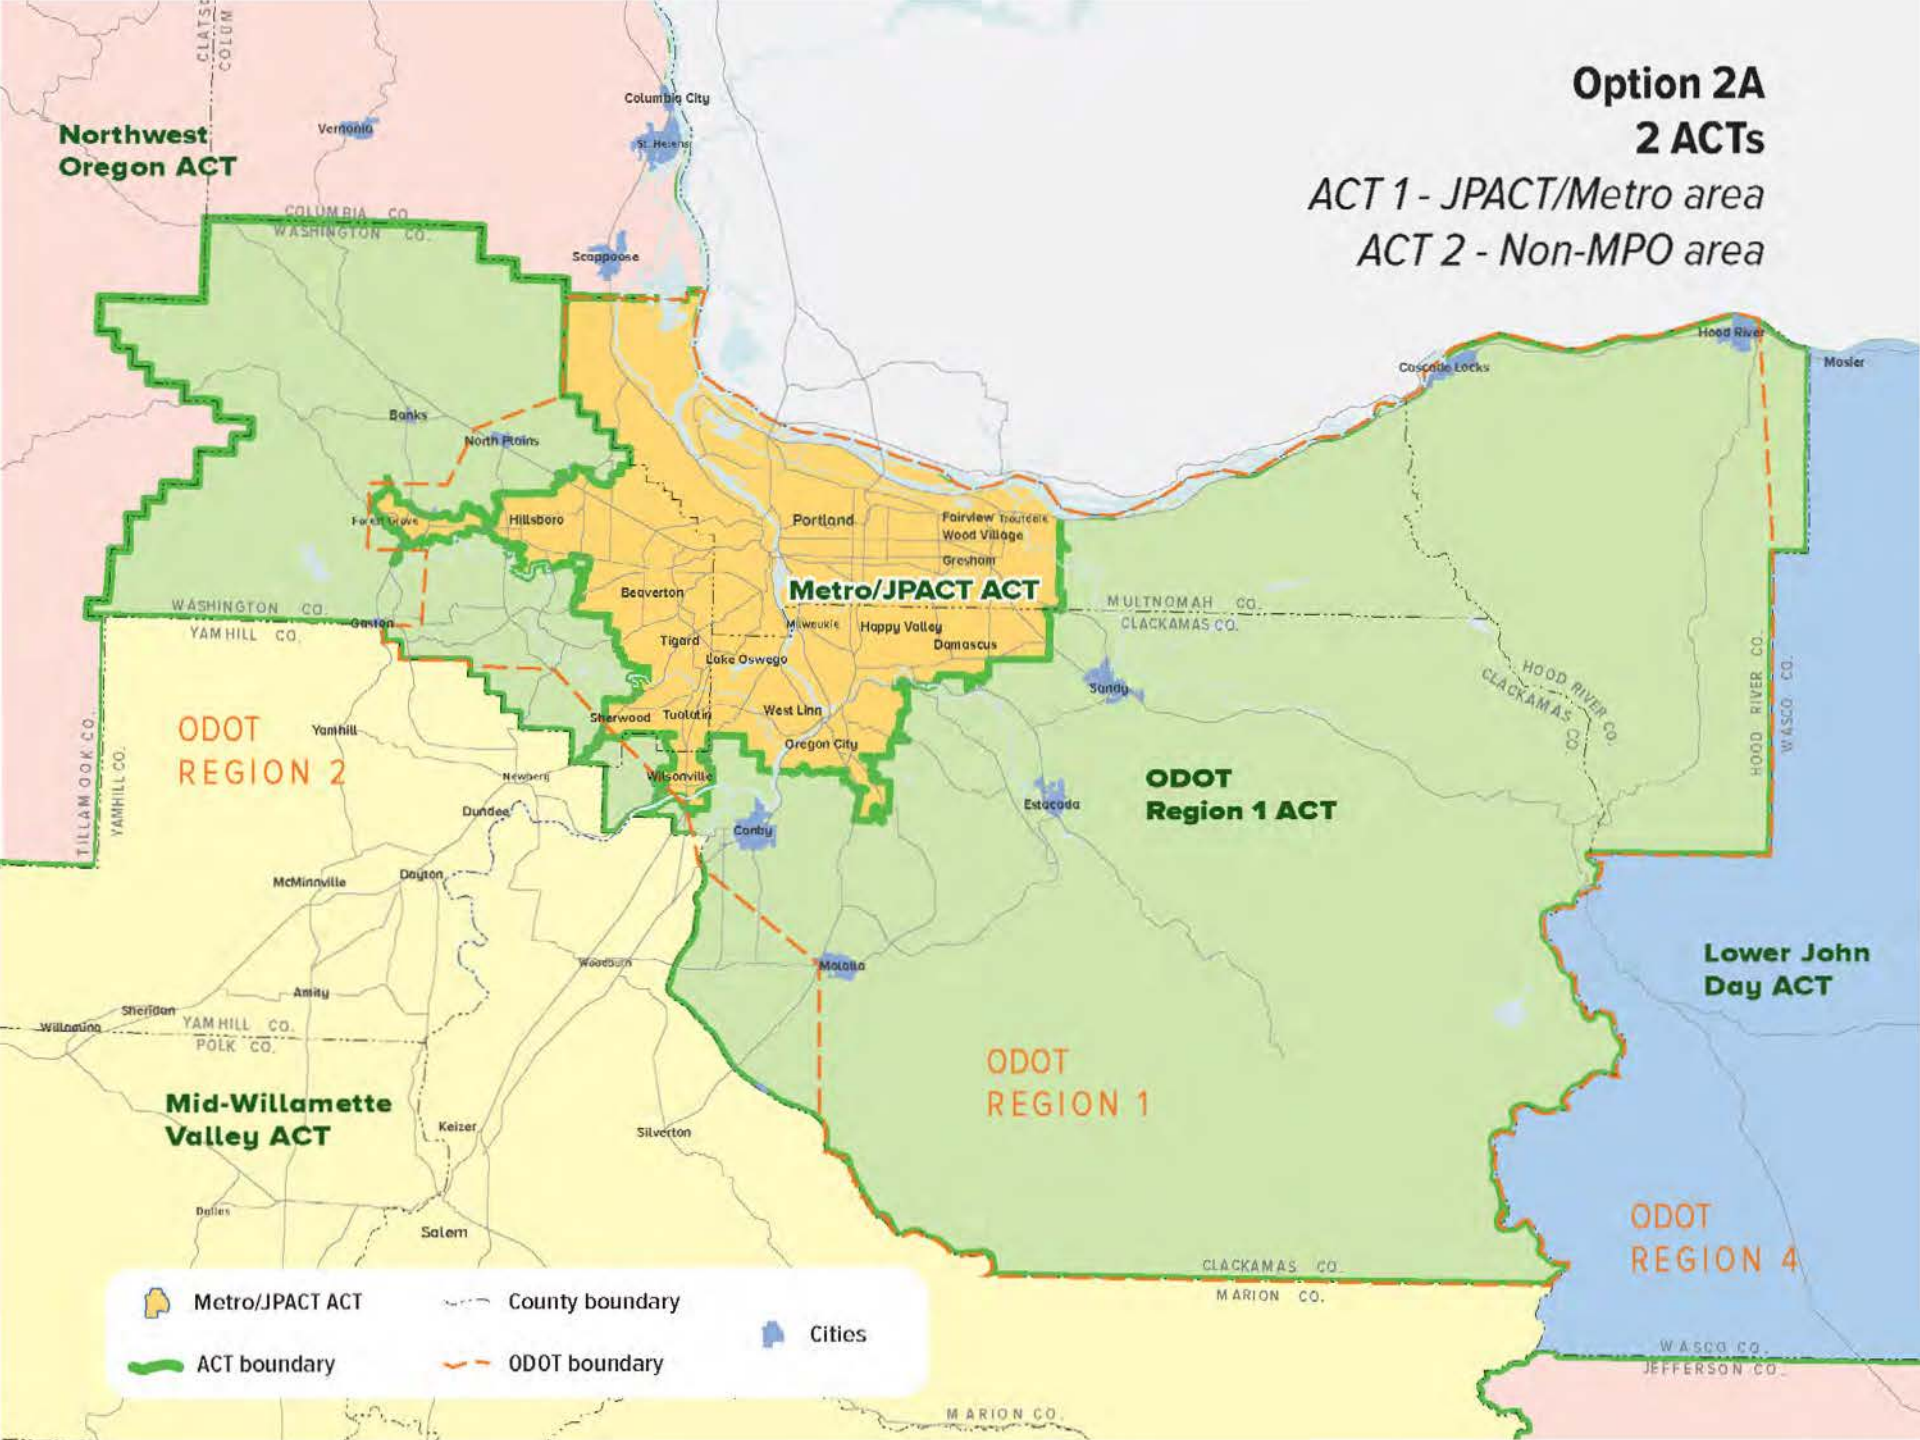 Option 2A
2 ACTs
ACT 1 - JPACT/Metro area
ACT 2 - Non-MPO area
CLATSO
COLUM
Northwest
Oregon ACT
Vernonia
Columbia City
St. Helens
COLUMBIA CO.
WASHINGTON CO.
Scappoose
Hood River
Cascade Locks
Mosier
Banks
North Plains
Forest Grove
Hillsboro
Portland
Fairview Troutdale
Wood Village
Gresham
Beaverton
Metro/JPACT ACT
MULTNOMAH CO.
CLACKAMAS CO.
WASHINGTON CO.
YAMHILL CO.
Gaston
Milwaukie
Happy Valley
Tigard
Damascus
Lake Oswego
Sandy
HOOD RIVER CO.
CLACKAMAS CO.
HOOD RIVER CO.
WASCO CO.
Sherwood
Tualatin
West Linn
Oregon City
ODOT
REGION 2
Yamhill
TILLAMOOK CO.
YAMHILL CO.
Newberg
Wilsonville
Dundee
Canby
Estacada
ODOT
Region 1 ACT
McMinnville
Dayton
Woodburn
Molalla
Lower John
Day ACT
Amity
Sheridan
Willamina
YAMHILL CO.
POLK CO.
ODOT
REGION 1
Mid-Willamette
Valley ACT
Keizer
Silverton
Dallas
Salem
ODOT
REGION 4
CLACKAMAS CO.
MARION CO.
WASCO CO.
JEFFERSON CO.
Metro/JPACT ACT
County boundary
Cities
ACT boundary
ODOT boundary
MARION CO.